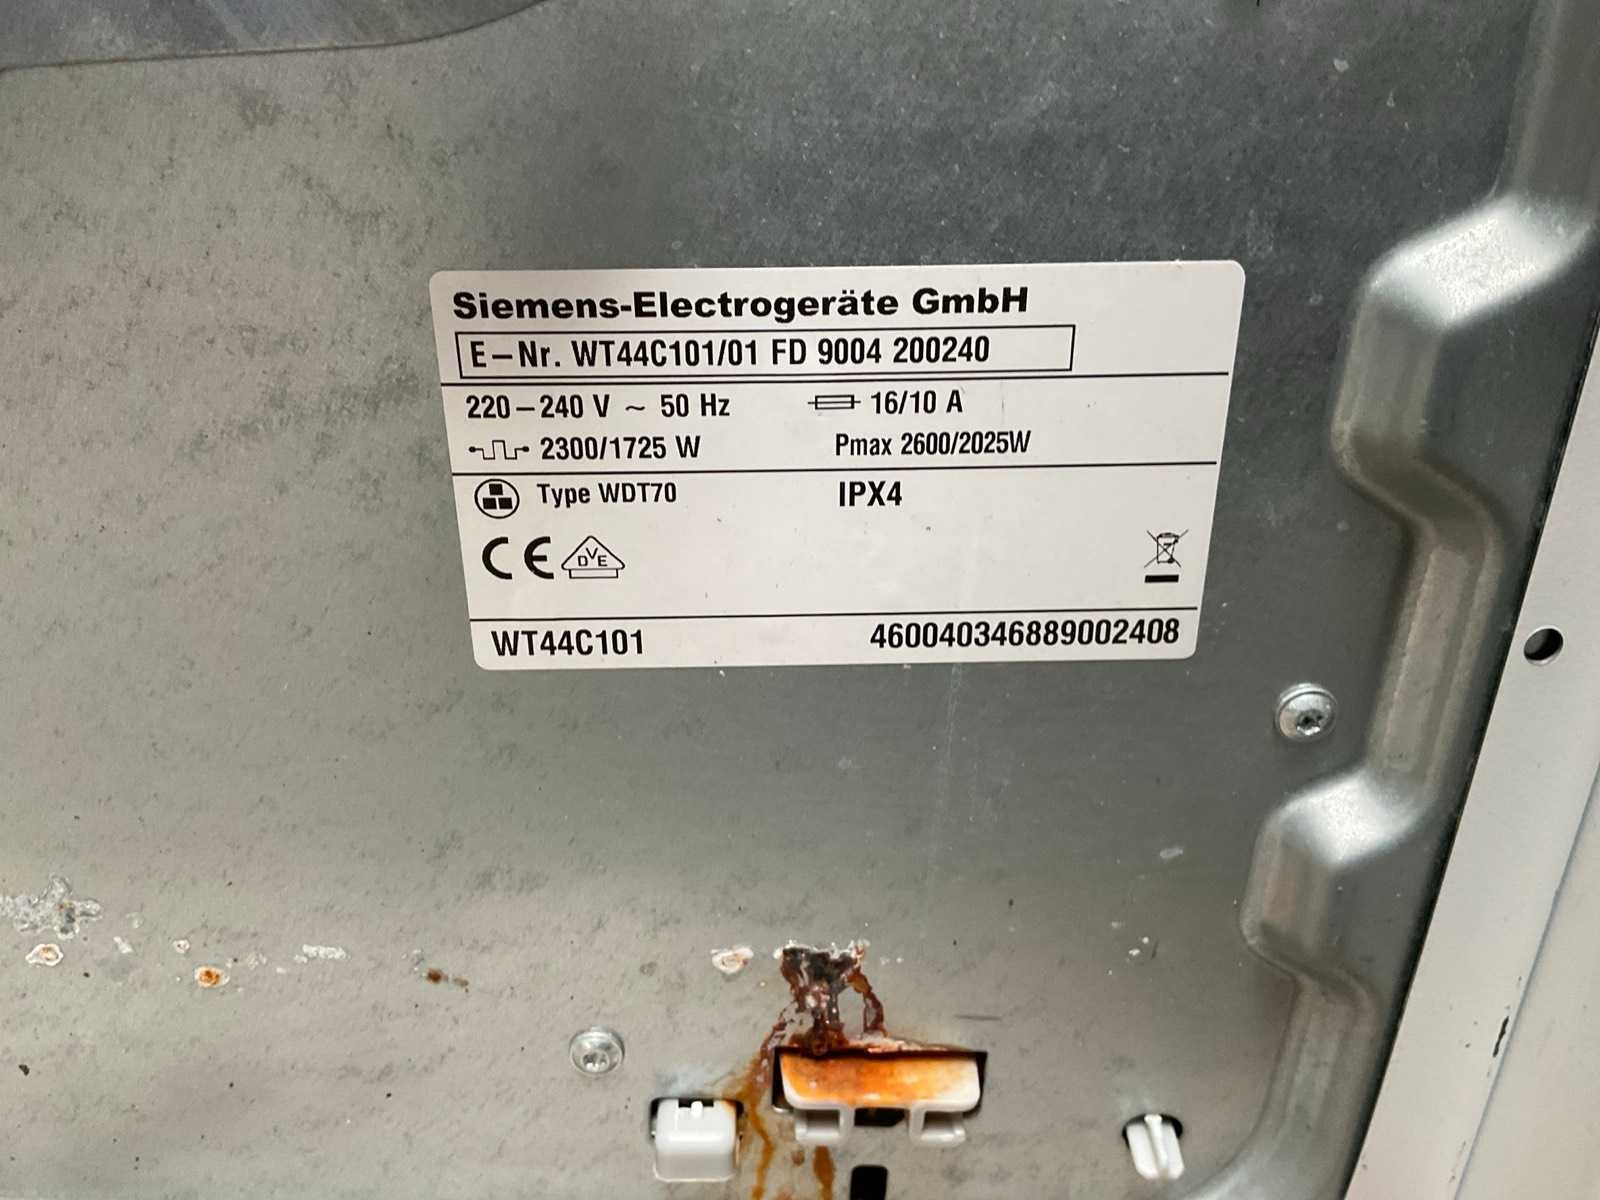 Siemens-Electrogeräte GmbH
E-Nr. WT44C101/01 FD 9004 200240
220-240 V ~ 50 Hz 16/10 A
2300/1725 W Pmax 2600/2025W
Type WDT70 IPX4
CE DVE
WT44C101 460040346889002408